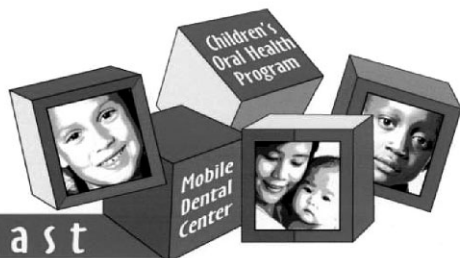 Children's
Oral Health
Program
Mobile
Dental
Center
ast